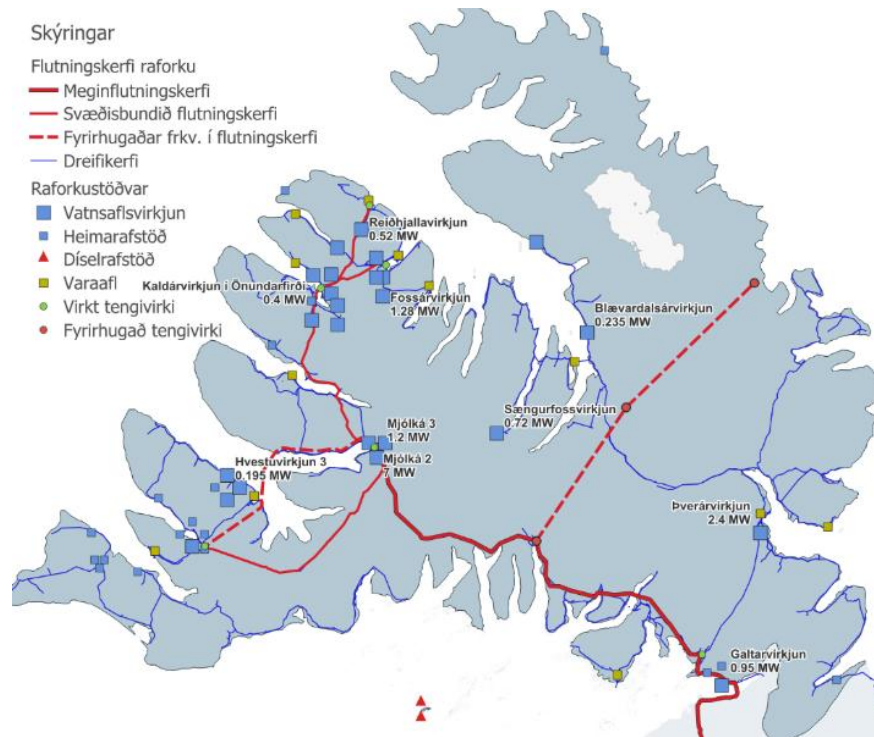 Skýringar
Flutningskerfi raforku
Meginflutningskerfi
Svæðisbundið flutningskerfi
Fyrirhugaðar frkv. í flutningskerfi
Dreifikerfi
Raforkustöðvar
Vatnsaflsvirkjun
Heimarafstöð
Díselrafstöð
Varaafl
Virkt tengivirki
Fyrirhugað tengivirki
Reiðhjallavirkjun
0.52 MW
Kaldárvirkjun í Önundarfirði
0.4 MW
Fossárvirkjun
1.28 MW
Blævardalsárvirkjun
0.235 MW
Sængurfossvirkjun
0.72 MW
Mjólká 3
1.2 MW
Mjólká 2
7 MW
Hvestuvirkjun 3
0.195 MW
Þverárvirkjun
2.4 MW
Galtarvirkjun
0.95 MW